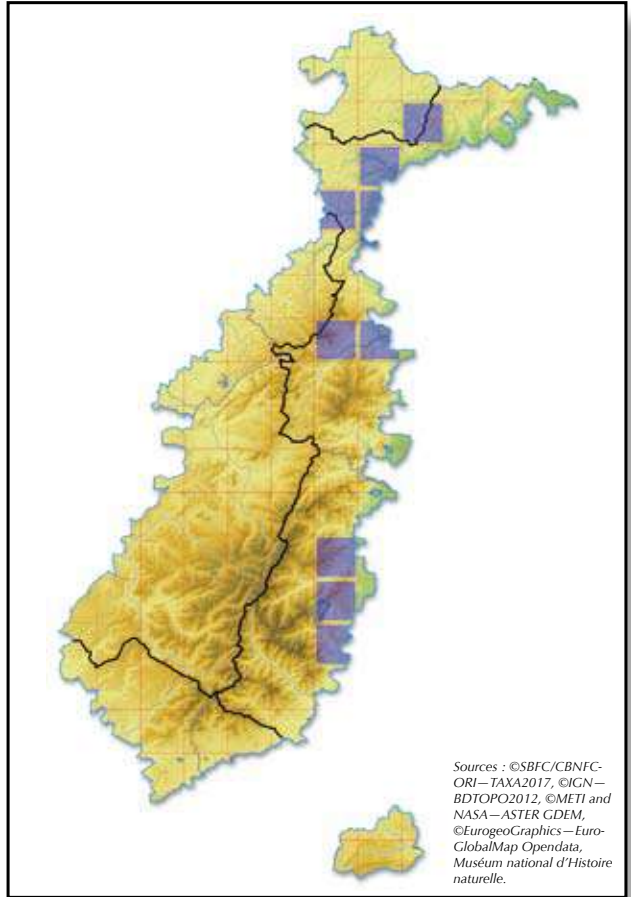 Sources : ©SBFC/CBNFC-
ORI—TAXA2017, ©IGN—
BDTOPO2012, ©METI and
NASA—ASTER GDEM,
©EurogeoGraphics—Euro-
GlobalMap Opendata,
Muséum national d'Histoire
naturelle.